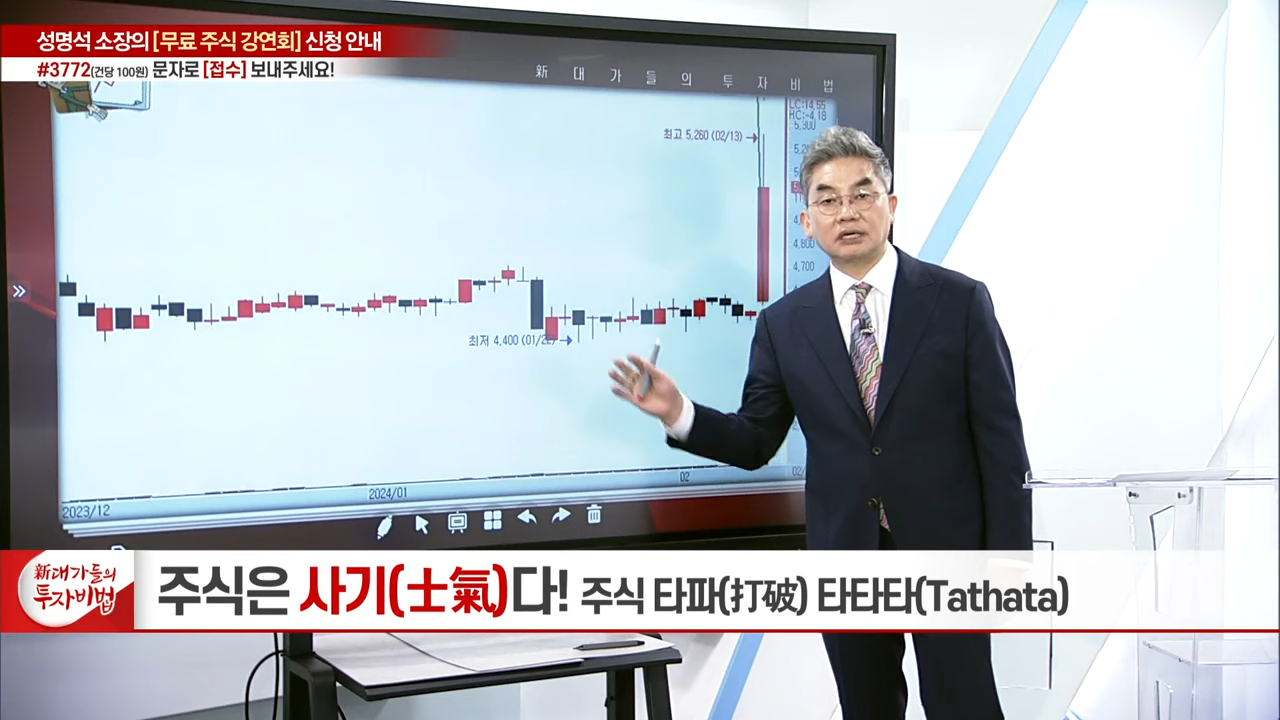 성명석 소장의 [무료 주식 강연회] 신청 안내
#3772(건당 100원) 문자로 [접수] 보내주세요!
新 대 가 들 의 투 자 비 법
LC:14.55
HC:-4.18
5,300
최고 5,260 (02/13)
4,800
4,700
최저 4,400 (01/22)
02
2024/01
2023/12
新대가들의
투자비법
주식은 사기(士氣)다! 주식 타파(打破) 타타타(Tathata)